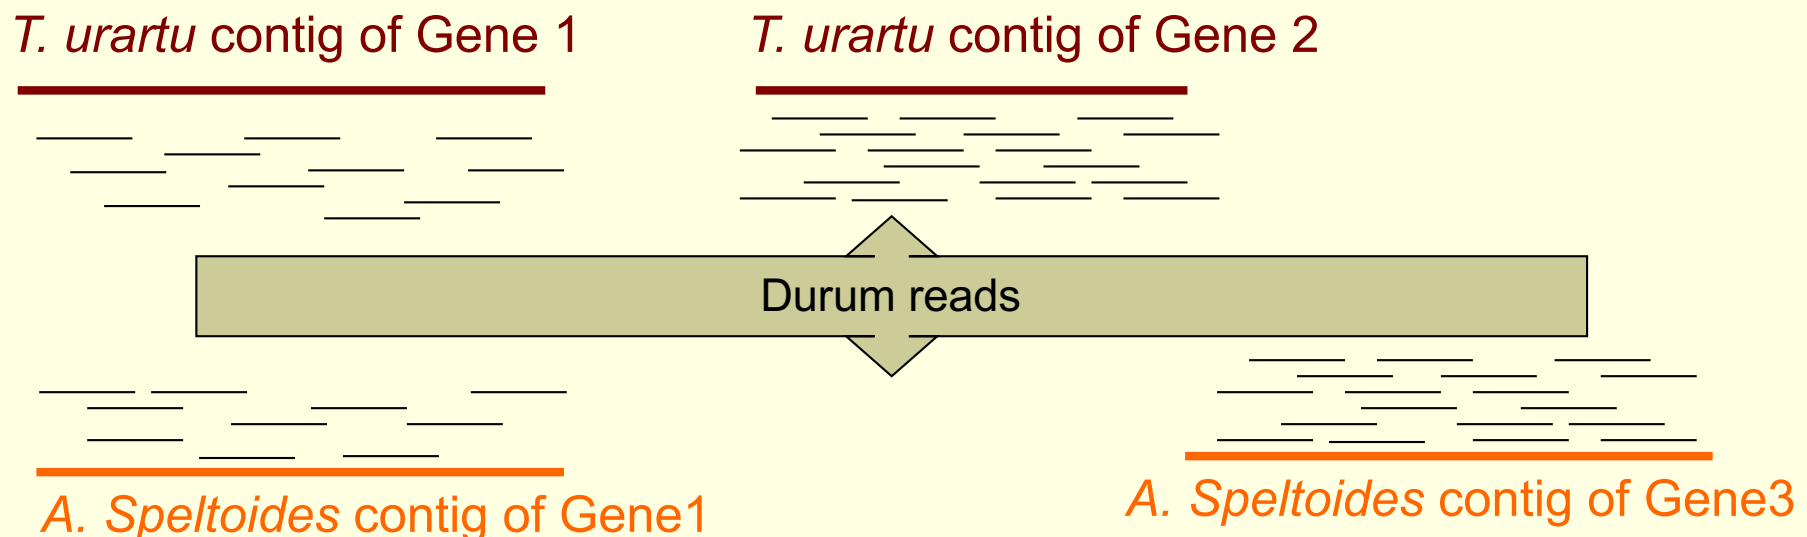 T. urartu contig of Gene 1
T. urartu contig of Gene 2
Durum reads
A. Speltoides contig of Gene1
A. Speltoides contig of Gene3